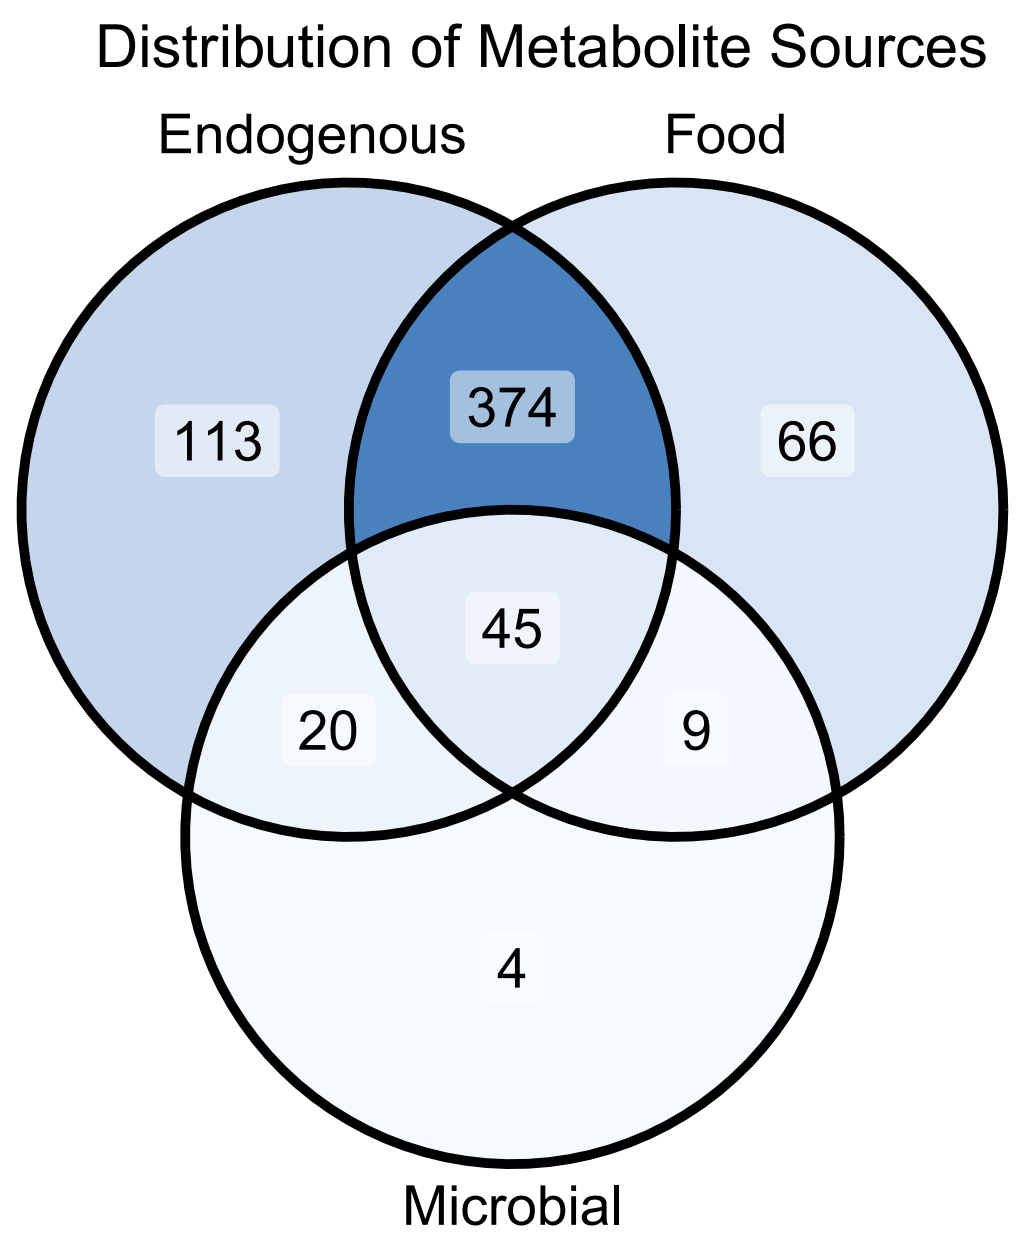 Distribution of Metabolite Sources
Endogenous Food
374
113 66
45
20 9
4
Microbial